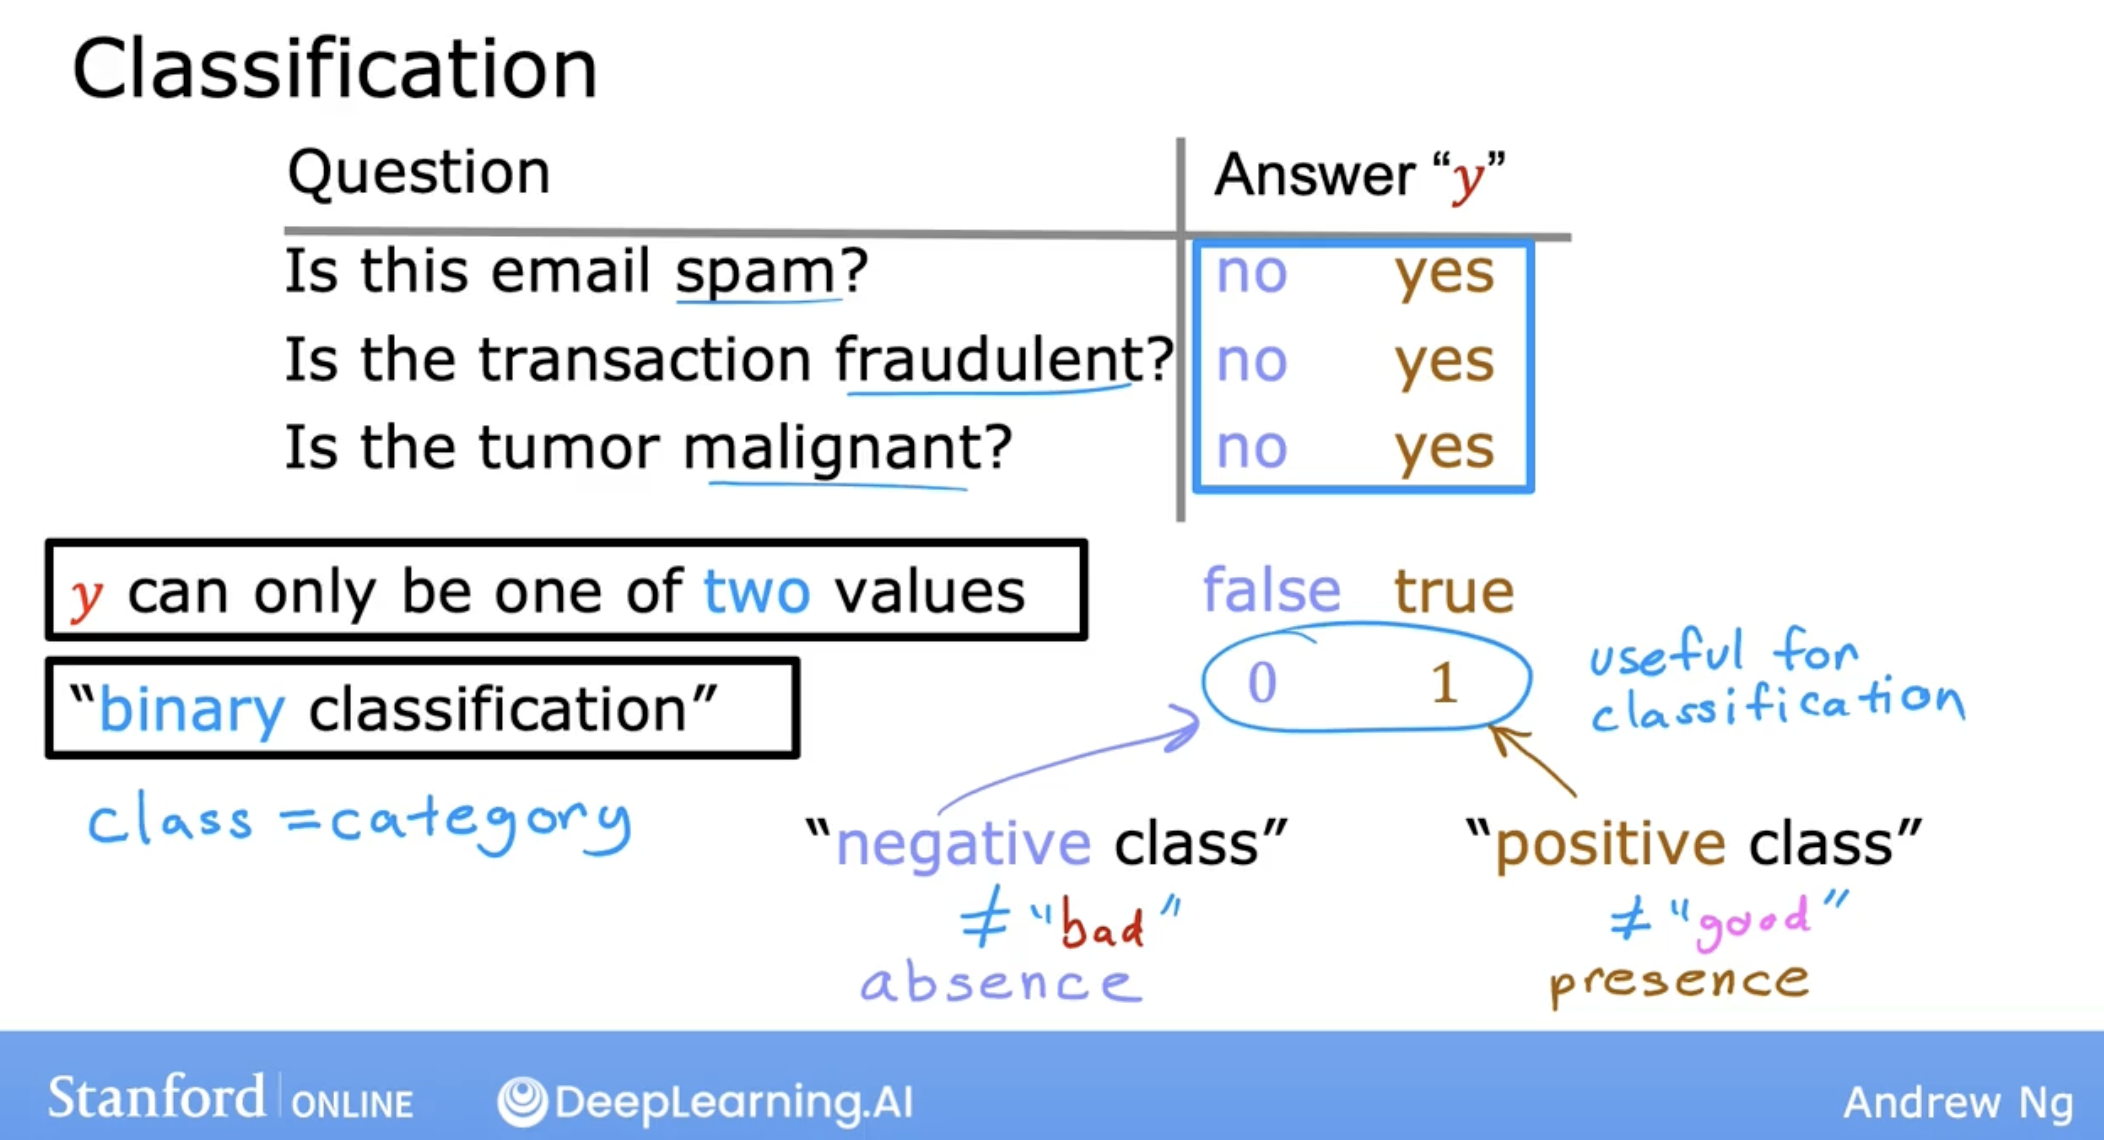 Classification
Question Answer “y”
Is this email spam? no yes
Is the transaction fraudulent? no yes
Is the tumor malignant? no yes
y can only be one of two values
false true
0 1
useful for
classification
“binary classification”
class = category
“negative class” “positive class”
≠ “bad” ≠ “good”
absence presence
Stanford | ONLINE DeepLearning.AI Andrew Ng